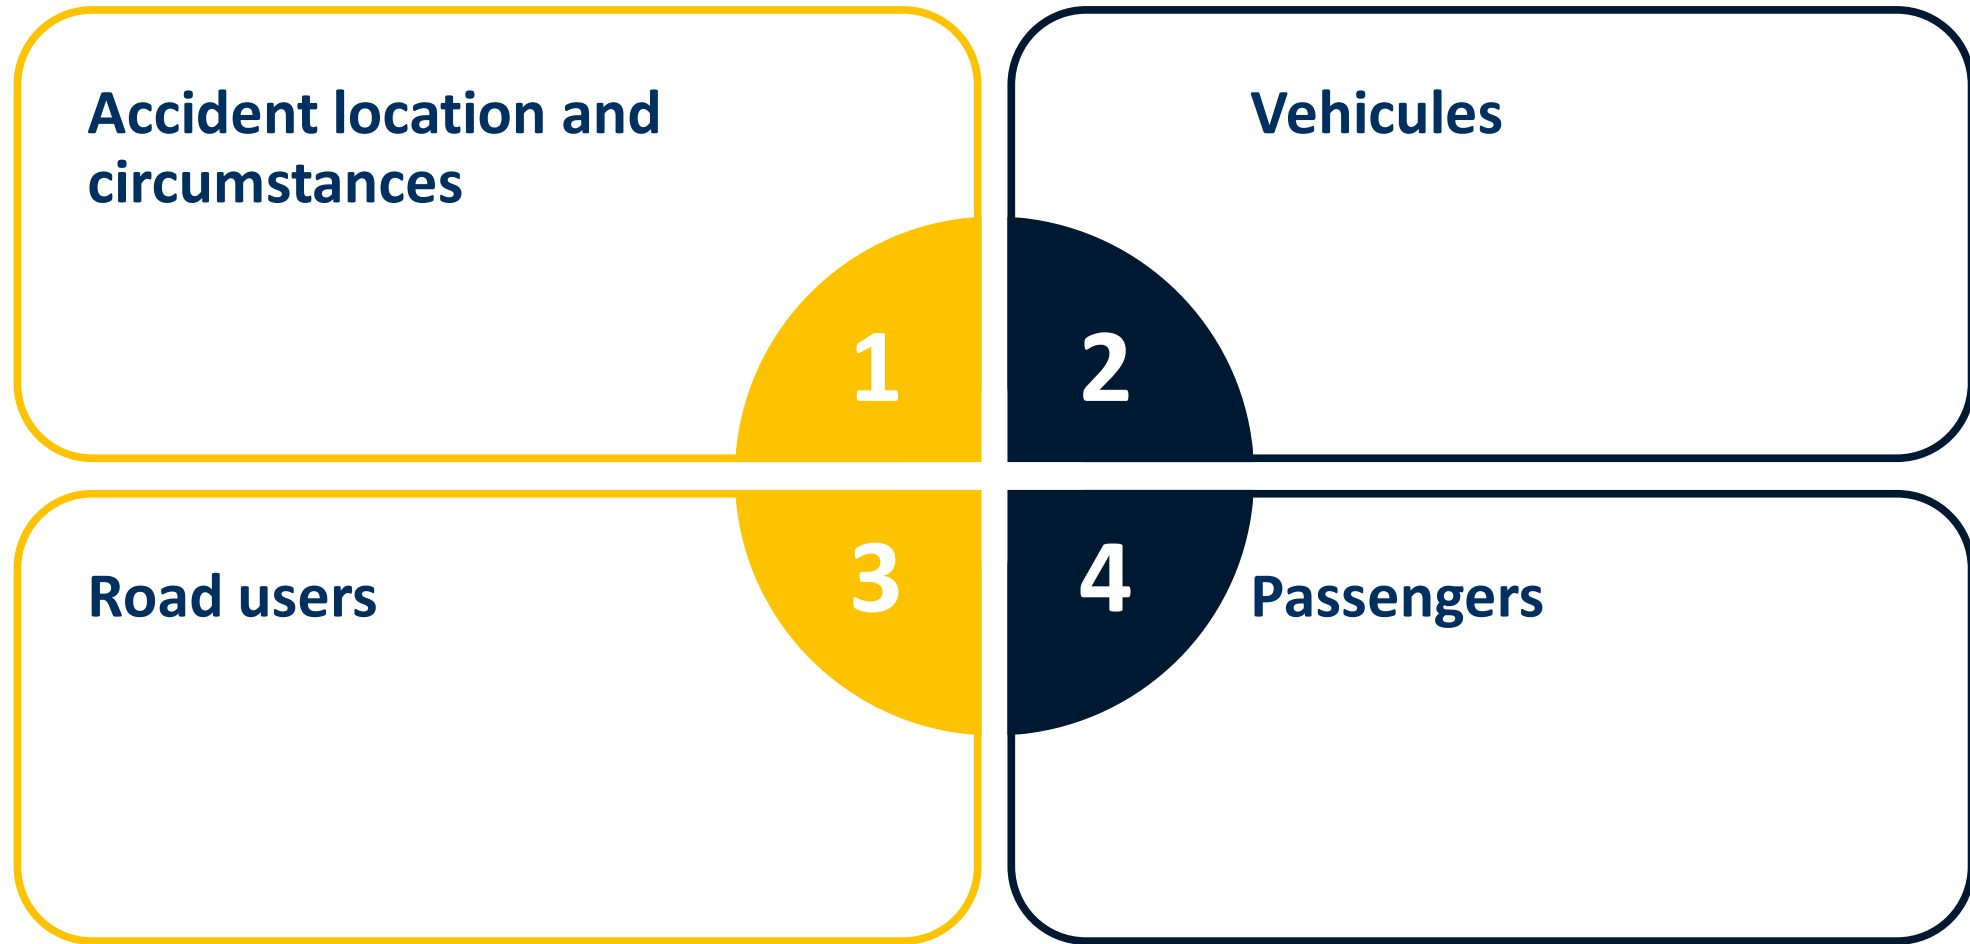 Accident location and
circumstances
1
Vehicules
2
Road users
3
Passengers
4